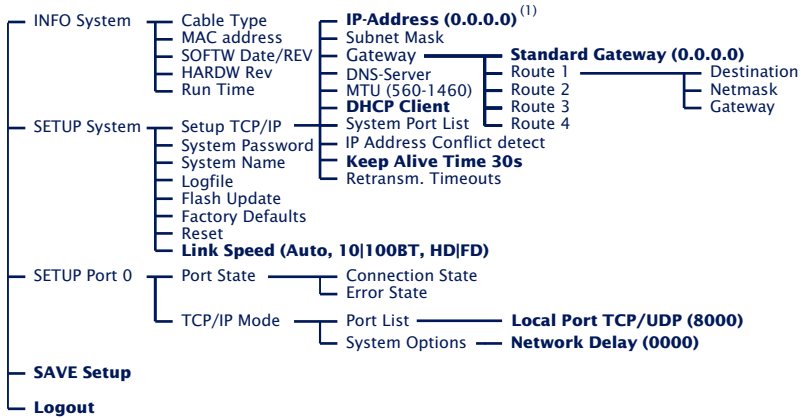 INFO System
Cable Type
MAC address
SOFTW Date/REV
HARDW Rev
Run Time
SETUP System
Setup TCP/IP
IP-Address (0.0.0.0) (1)
Subnet Mask
Gateway
Standard Gateway (0.0.0.0)
Route 1
Destination
Netmask
Gateway
Route 2
Route 3
Route 4
DNS-Server
MTU (560-1460)
DHCP Client
System Port List
IP Address Conflict detect
Keep Alive Time 30s
Retransm. Timeouts
System Password
System Name
Logfile
Flash Update
Factory Defaults
Reset
Link Speed (Auto, 10|100BT, HD|FD)
SETUP Port 0
Port State
Connection State
Error State
TCP/IP Mode
Port List
Local Port TCP/UDP (8000)
System Options
Network Delay (0000)
SAVE Setup
Logout